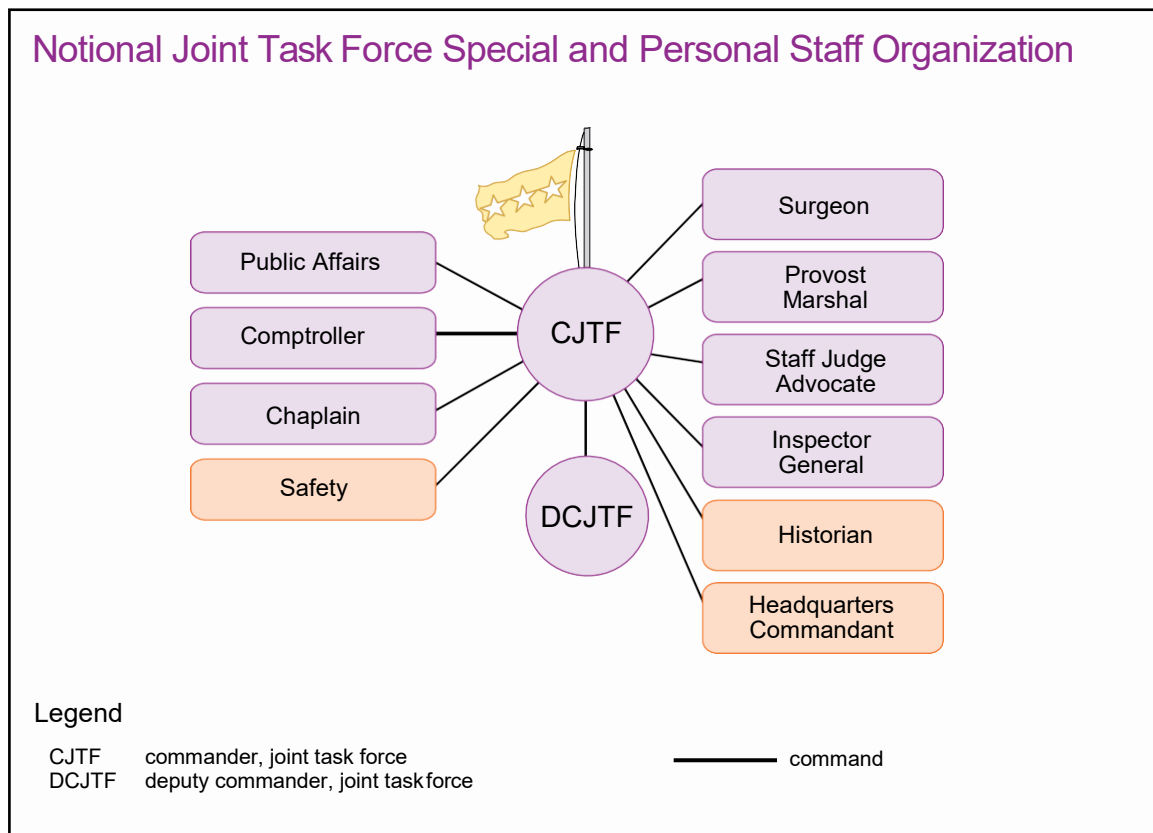 Notional Joint Task Force Special and Personal Staff Organization
Public Affairs
Comptroller
Chaplain
Safety
CJTF
DCJTF
Surgeon
Provost
Marshal
Staff Judge
Advocate
Inspector
General
Historian
Headquarters
Commandant
Legend
CJTF commander, joint task force
DCJTF deputy commander, joint taskforce
command